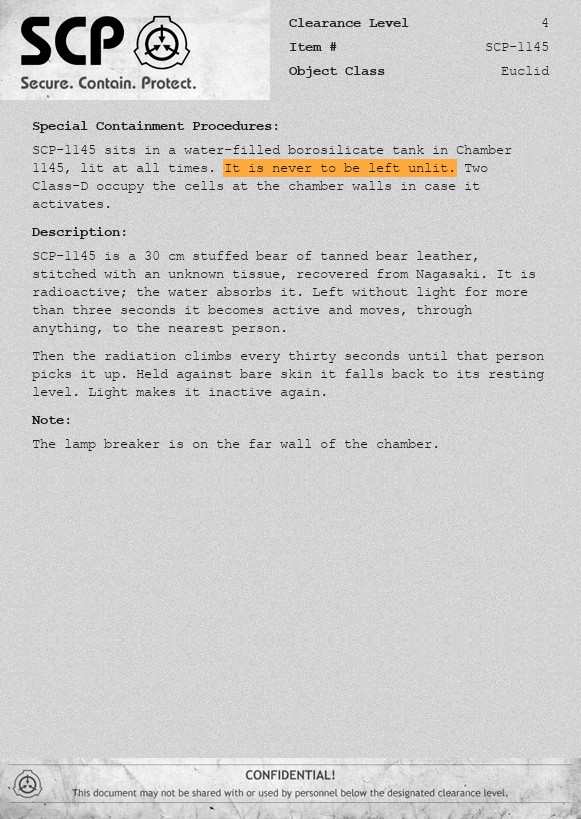 SCP
Secure. Contain. Protect.
Clearance Level 4
Item # SCP-1145
Object Class Euclid
Special Containment Procedures:
SCP-1145 sits in a water-filled borosilicate tank in Chamber
1145, lit at all times. It is never to be left unlit. Two
Class-D occupy the cells at the chamber walls in case it
activates.
Description:
SCP-1145 is a 30 cm stuffed bear of tanned bear leather,
stitched with an unknown tissue, recovered from Nagasaki. It is
radioactive; the water absorbs it. Left without light for more
than three seconds it becomes active and moves, through
anything, to the nearest person.
Then the radiation climbs every thirty seconds until that person
picks it up. Held against bare skin it falls back to its resting
level. Light makes it inactive again.
Note:
The lamp breaker is on the far wall of the chamber.
CONFIDENTIAL!
This document may not be shared with or used by personnel below the designated clearance level.